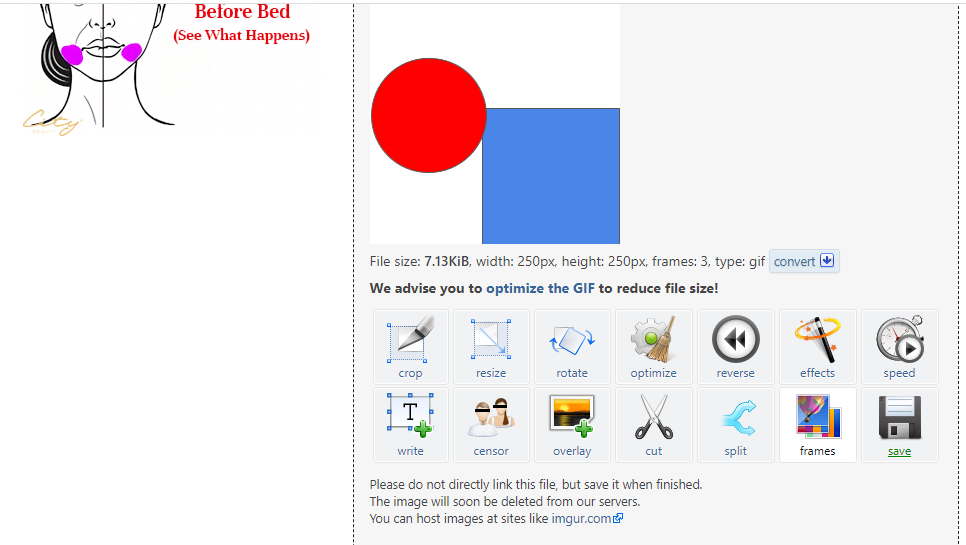 Before Bed
(See What Happens)
City
File size: 7.13KiB, width: 250px, height: 250px, frames: 3, type: gif convert
We advise you to optimize the GIF to reduce file size!
crop resize rotate optimize reverse effects speed
T
write censor overlay cut split frames save
Please do not directly link this file, but save it when finished.
The image will soon be deleted from our servers.
You can host images at sites like imgur.com